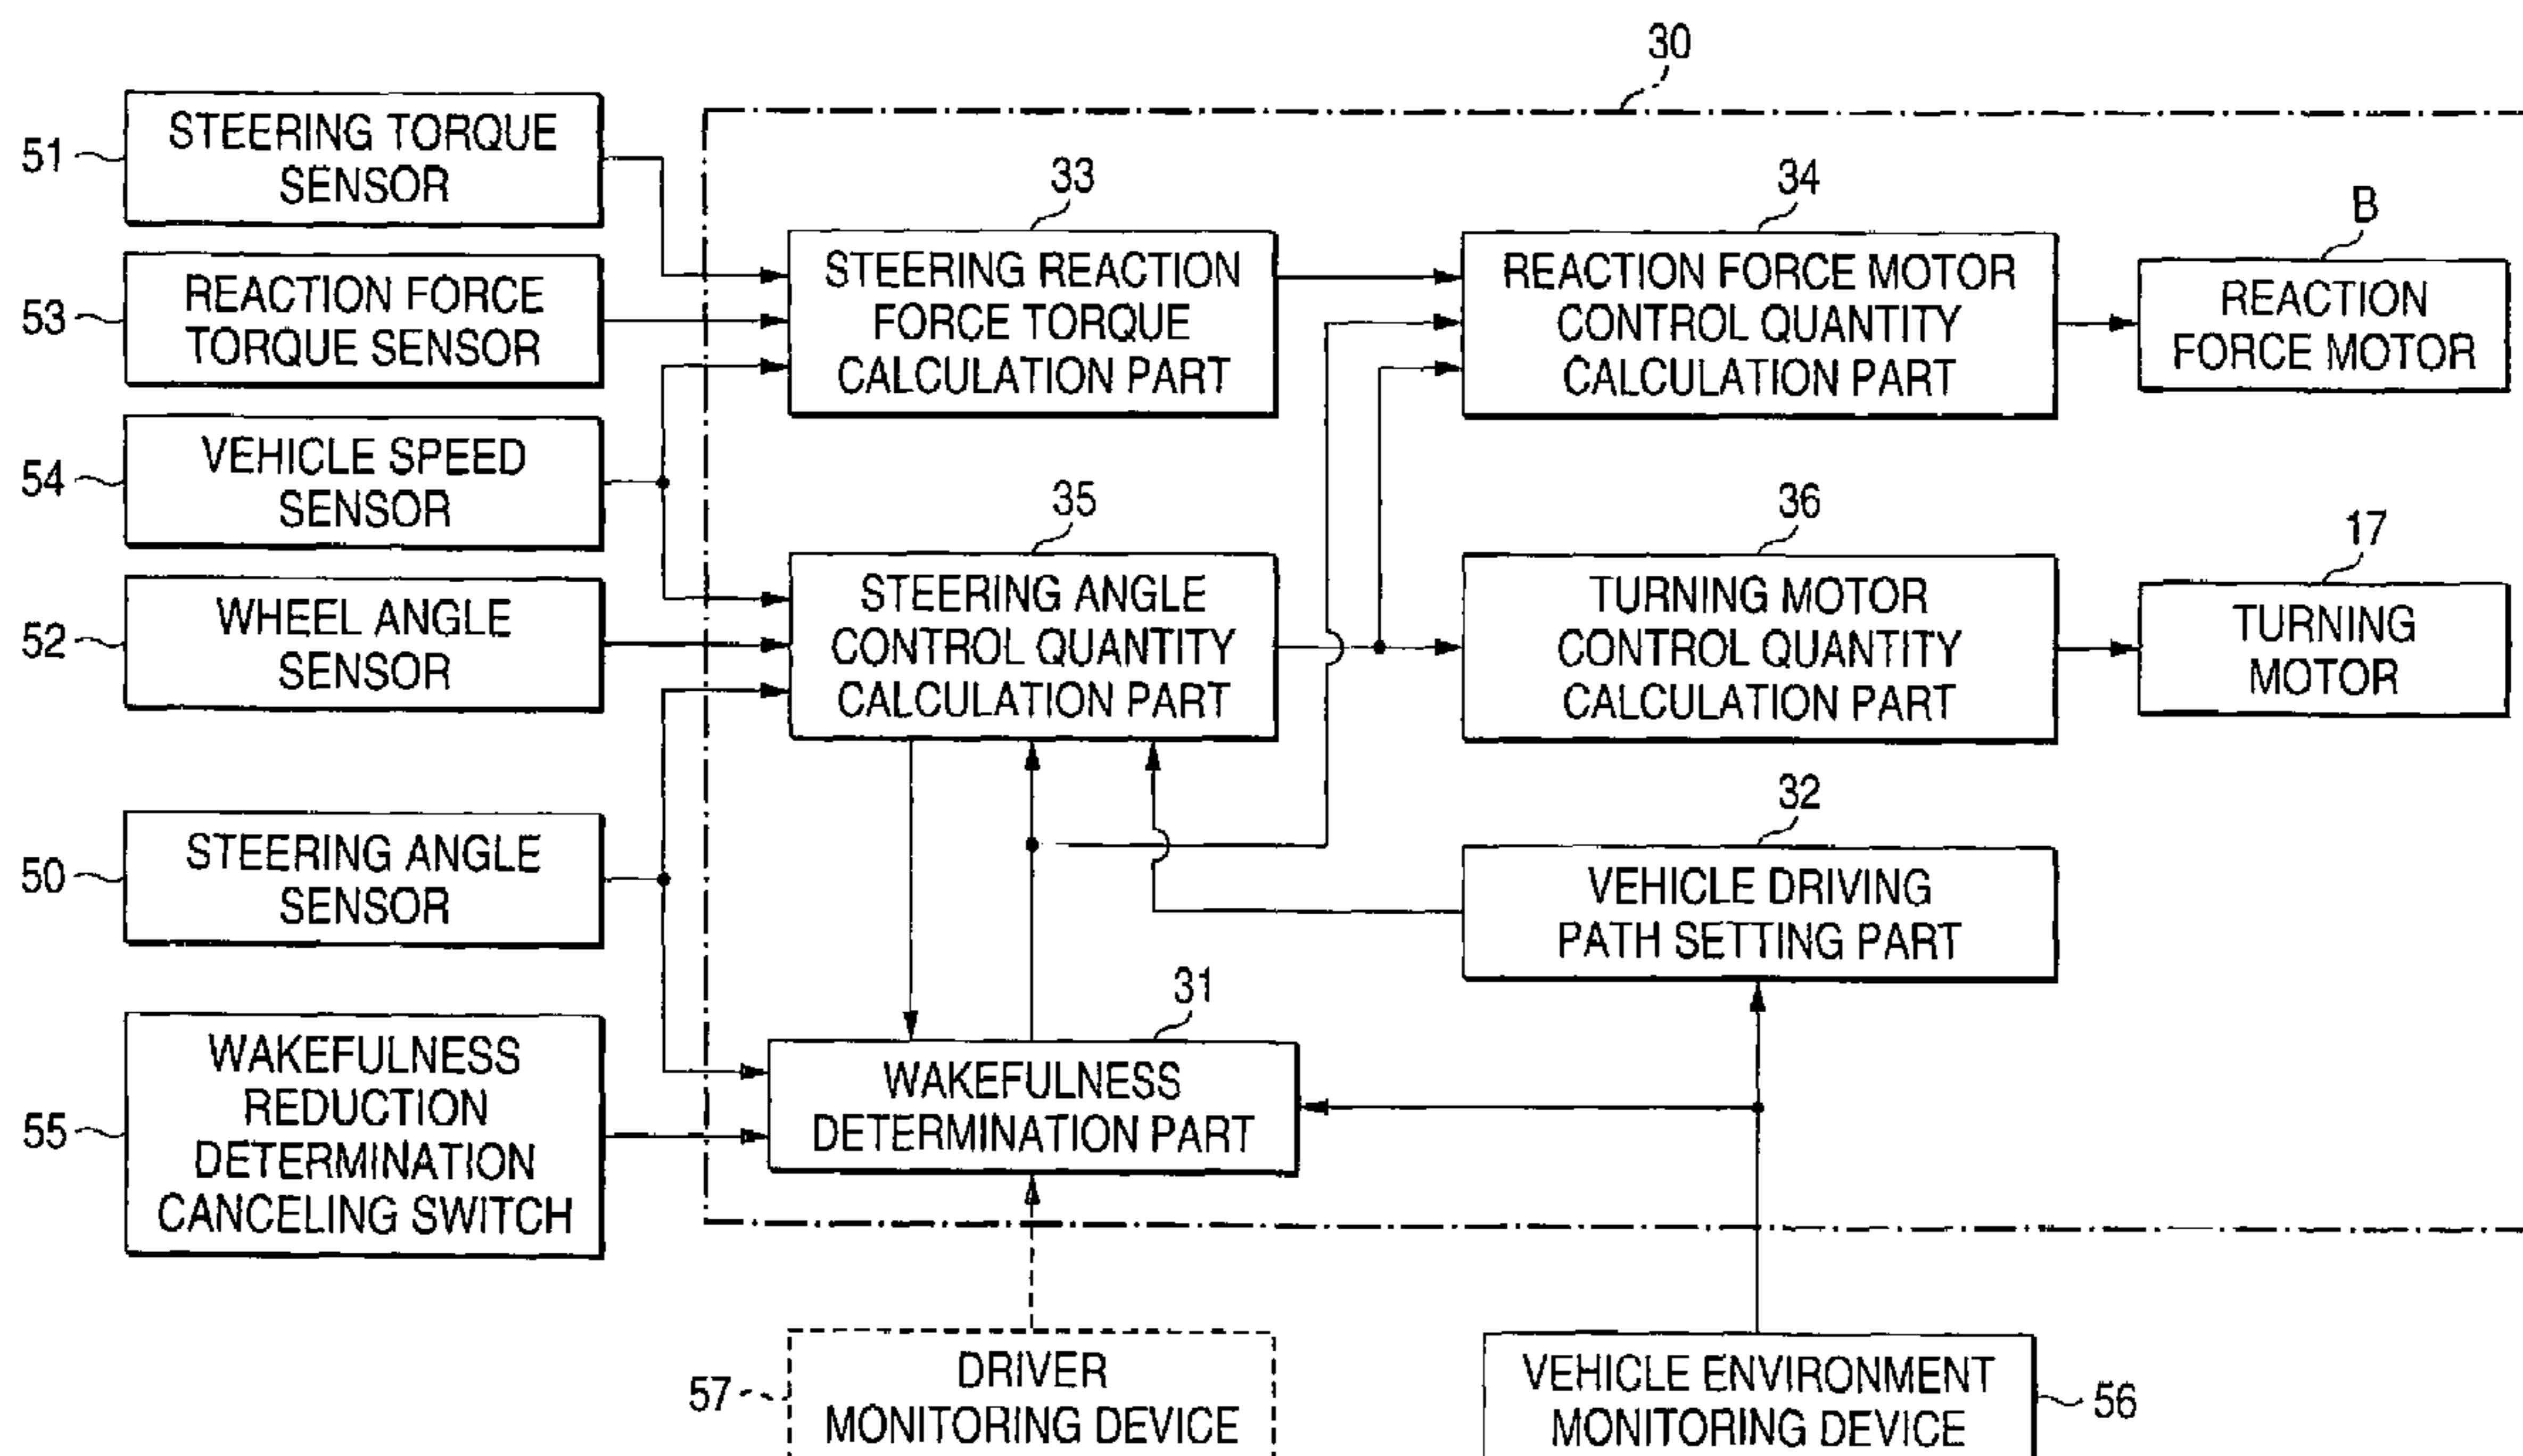 30
51
STEERING TORQUE
SENSOR
53
REACTION FORCE
TORQUE SENSOR
54
VEHICLE SPEED
SENSOR
52
WHEEL ANGLE
SENSOR
50
STEERING ANGLE
SENSOR
55
WAKEFULNESS
REDUCTION
DETERMINATION
CANCELING SWITCH
33
STEERING REACTION
FORCE TORQUE
CALCULATION PART
34
REACTION FORCE MOTOR
CONTROL QUANTITY
CALCULATION PART
B
REACTION
FORCE MOTOR
35
STEERING ANGLE
CONTROL QUANTITY
CALCULATION PART
36
TURNING MOTOR
CONTROL QUANTITY
CALCULATION PART
17
TURNING
MOTOR
32
VEHICLE DRIVING
PATH SETTING PART
31
WAKEFULNESS
DETERMINATION PART
57
DRIVER
MONITORING DEVICE
VEHICLE ENVIRONMENT
MONITORING DEVICE
56